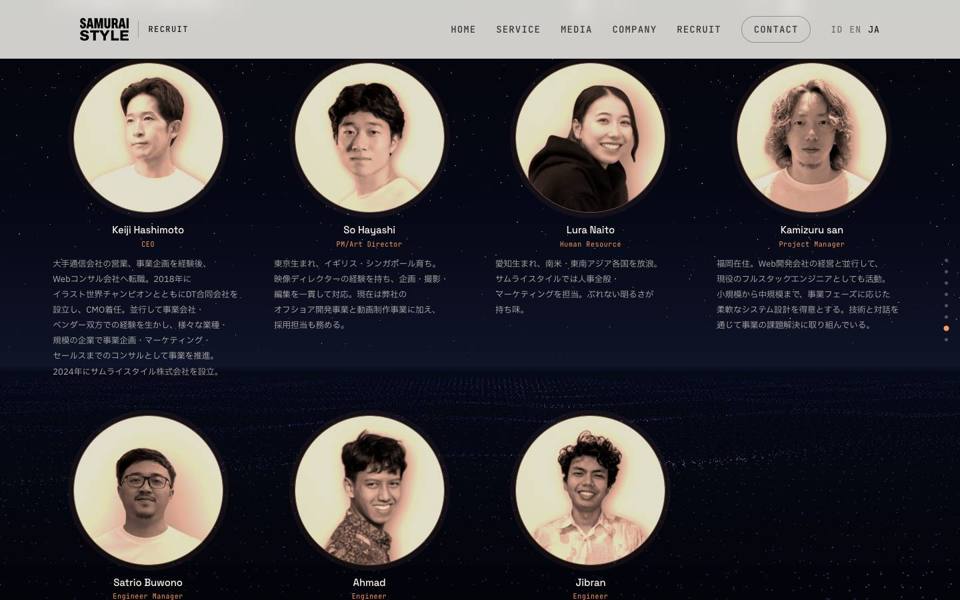 SAMURAI
STYLE
RECRUIT
HOME SERVICE MEDIA COMPANY RECRUIT CONTACT ID EN JA
Keiji Hashimoto
CEO
大手通信会社の営業、事業企画を経験後、
Webコンサル会社へ転職。2018年に
イラスト世界チャンピオンとともにDT合同会社を
設立し、CMO着任。並行して事業会社・
ベンダー双方での経験を生かし、様々な業種・
規模の企業で事業企画・マーケティング・
セールスまでのコンサルとして事業を推進。
2024年にサムライスタイル株式会社を設立。
So Hayashi
PM/Art Director
東京生まれ、イギリス・シンガポール育ち。
映像ディレクターの経験を持ち、企画・撮影・
編集を一貫して対応。現在は弊社の
オフショア開発事業と動画制作事業に加え、
採用担当も務める。
Lura Naito
Human Resource
愛知生まれ、南米・東南アジア各国を放浪。
サムライスタイルでは人事全般・
マーケティングを担当。ぶれない明るさが
持ち味。
Kamizuru san
Project Manager
福岡在住。Web開発会社の経営と並行して、
現役のフルスタックエンジニアとしても活動。
小規模から中規模まで、事業フェーズに応じた
柔軟なシステム設計を得意とする。技術と対話を
通じて事業の課題解決に取り組んでいる。
Satrio Buwono
Engineer Manager
Ahmad
Engineer
Jibran
Engineer